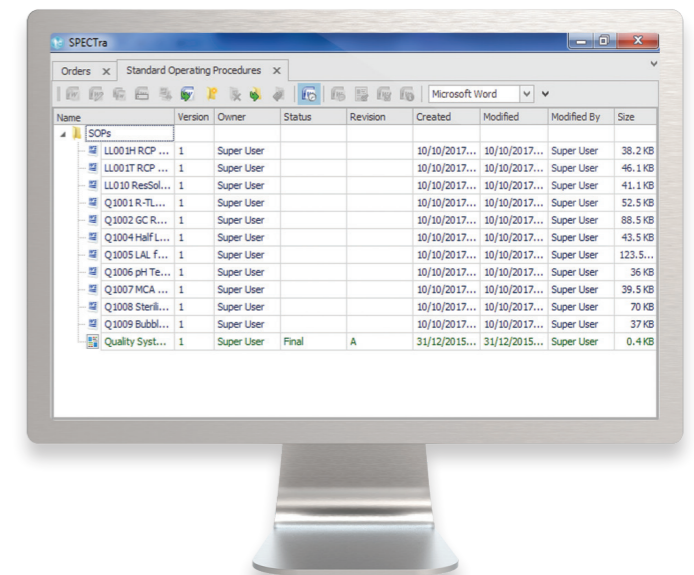 SPECTra
Orders Standard Operating Procedures
Microsoft Word
Name Version Owner Status Revision Created Modified Modified By Size
SOPs
LL001H RCP ... 1 Super User 10/10/2017... 10/10/2017... Super User 38.2 KB
LL001T RCP ... 1 Super User 10/10/2017... 10/10/2017... Super User 46.1 KB
LL010 ResSol... 1 Super User 10/10/2017... 10/10/2017... Super User 41.1 KB
Q1001 R-TL... 1 Super User 10/10/2017... 10/10/2017... Super User 52.5 KB
Q1002 GC R... 1 Super User 10/10/2017... 10/10/2017... Super User 88.5 KB
Q1004 Half L... 1 Super User 10/10/2017... 10/10/2017... Super User 43.5 KB
Q1005 LAL f... 1 Super User 10/10/2017... 10/10/2017... Super User 123.5...
Q1006 pH Te... 1 Super User 10/10/2017... 10/10/2017... Super User 36 KB
Q1007 MCA ... 1 Super User 10/10/2017... 10/10/2017... Super User 39.5 KB
Q1008 Sterili... 1 Super User 10/10/2017... 10/10/2017... Super User 70 KB
Q1009 Bubbl... 1 Super User 10/10/2017... 10/10/2017... Super User 37 KB
Quality Syst... 1 Super User Final A 31/12/2015... 31/12/2015... Super User 0.4 KB